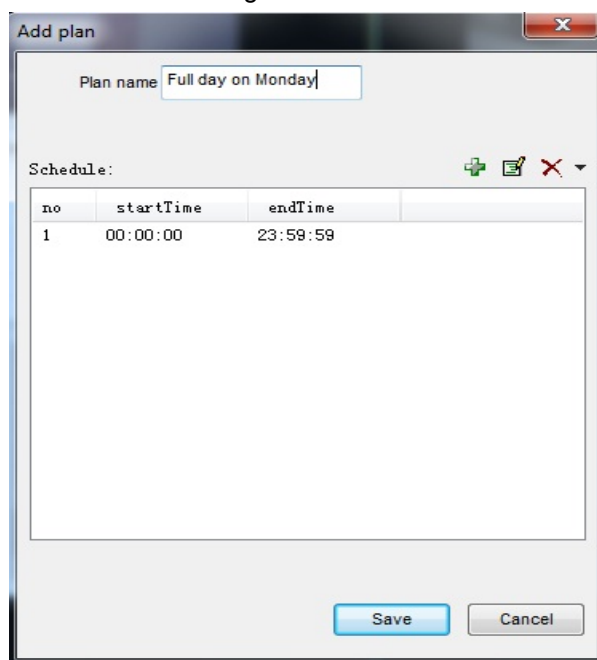 Add plan
Plan name Full day on Monday
Schedule:
no startTime endTime
1 00:00:00 23:59:59
Save Cancel